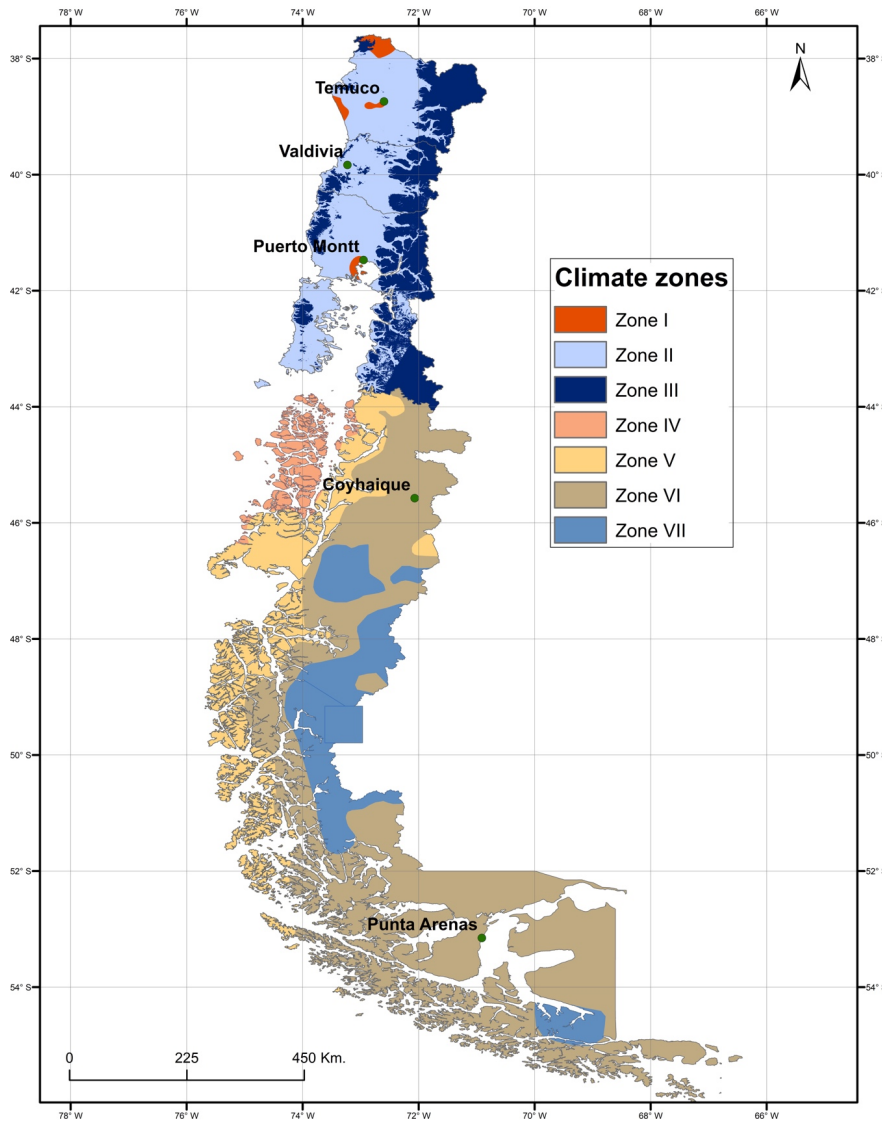 78° W 76° W 74° W 72° W 70° W 68° W 66° W
N
38° S 38° S
Temuco
Valdivia
40° S 40° S
Puerto Montt
42° S 42° S
Climate zones
Zone I
Zone II
Zone III
Zone IV
Zone V
Zone VI
Zone VII
44° S 44° S
Coyhaique
46° S 46° S
48° S 48° S
50° S 50° S
52° S 52° S
Punta Arenas
54° S 54° S
0 225 450 Km.
78° W 76° W 74° W 72° W 70° W 68° W 66° W